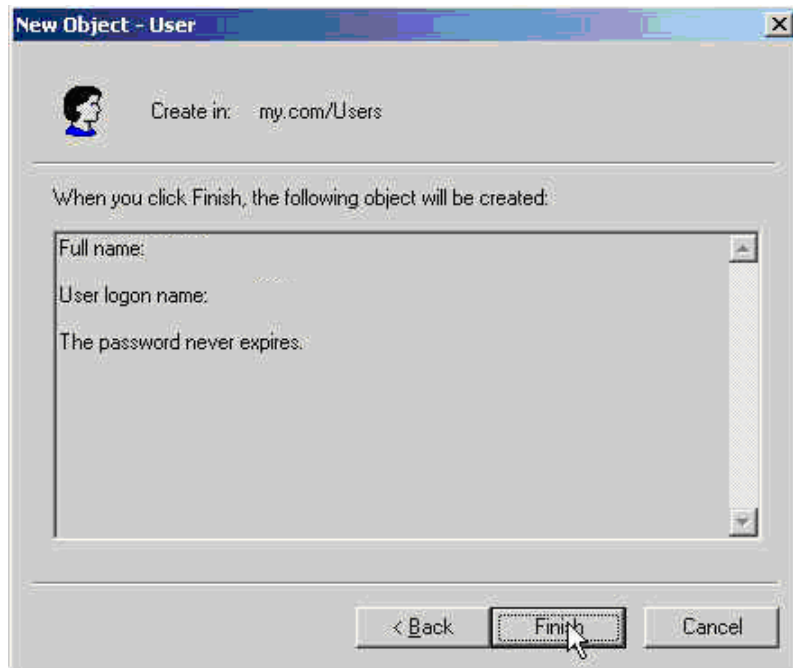 New Object - User
Create in: my.com/Users
When you click Finish, the following object will be created:
Full name:
User logon name:
The password never expires.
< Back
Finish
Cancel